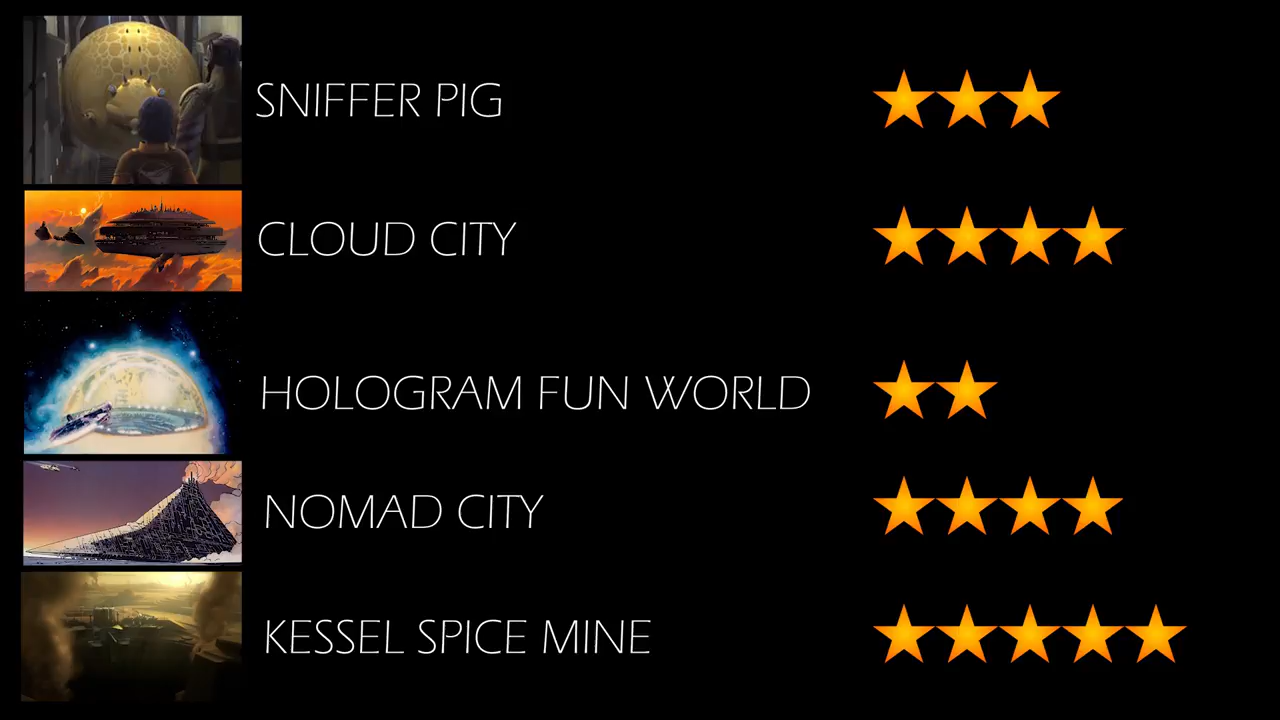 SNIFFER PIG
CLOUD CITY
HOLOGRAM FUN WORLD
NOMAD CITY
KESSEL SPICE MINE